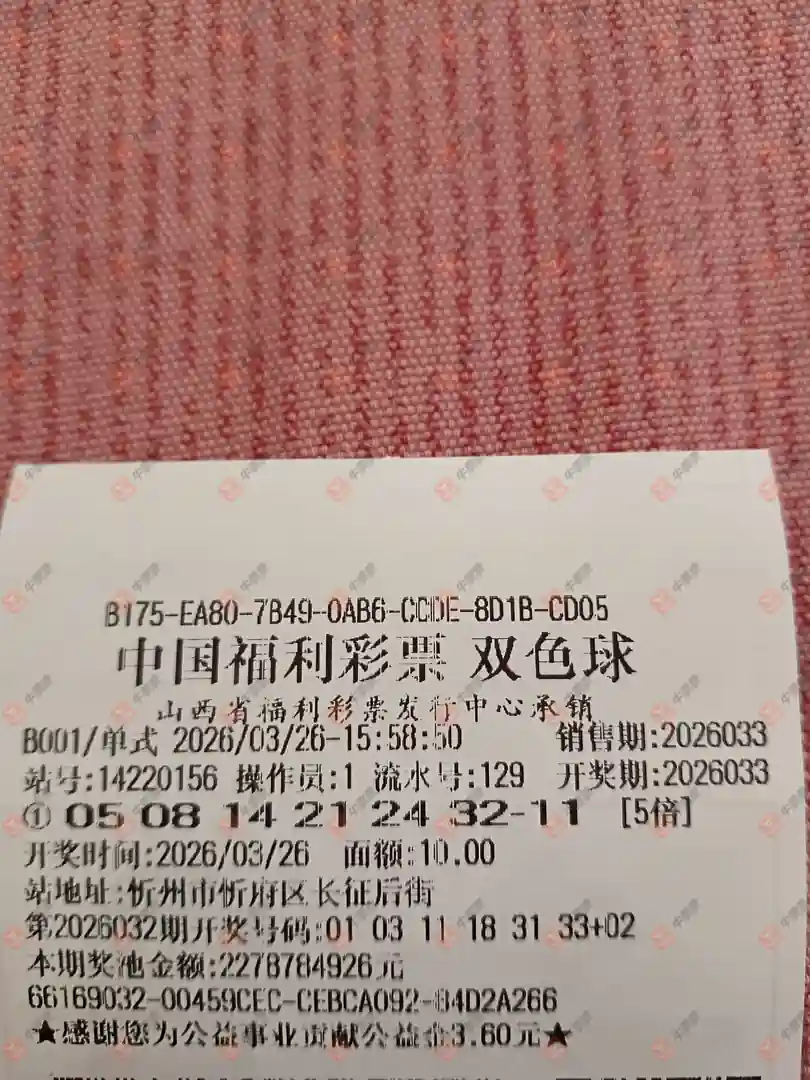 B175-EA80-7B49-0AB6-CCDE-8D1B-CD05
中国福利彩票 双色球
山西省福利彩票发行中心承销
B001/单式 2026/03/26-15:58:50 销售期:2026033
站号:14220156 操作员:1 流水号:129 开奖期:2026033
① 05 08 14 21 24 32-11 [5倍]
开奖时间:2026/03/26 面额:10.00
站地址:忻州市忻府区长征后街
第2026032期开奖号码:01 03 11 18 31 33+02
本期奖池金额:2278784926元
66169032-00459CEC-CEBCA092-84D2A266
★感谢您为公益事业贡献公益金3.60元★